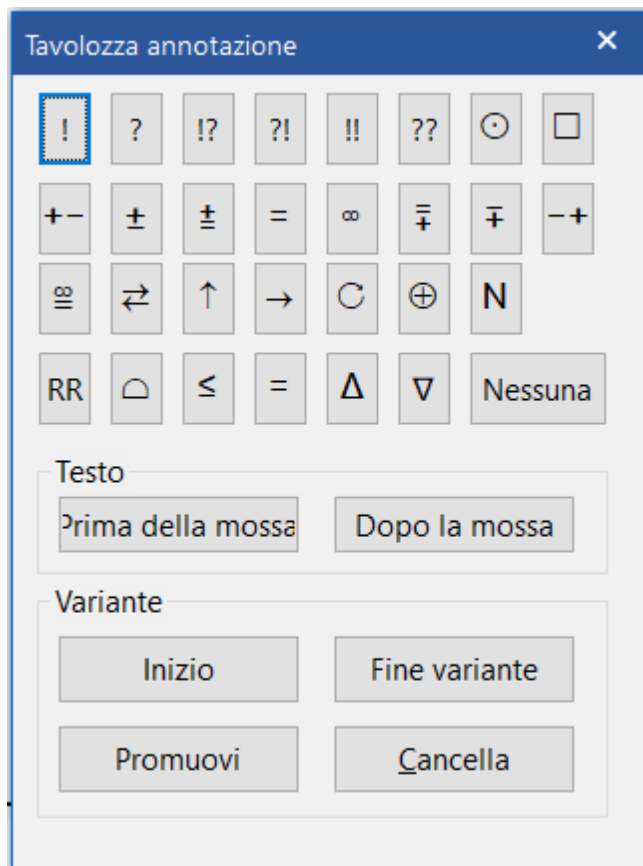 Tavolozza annotazione ×
! ? !? ?! !! ?? ⊙ □
+− ± ⩲ = ∞ ⩱ ∓ −+
≌ ⇄ ↑ → C ⊕ N
RR ⌓ ≤ = Δ ∇ Nessuna
Testo
Prima della mossa Dopo la mossa
Variante
Inizio Fine variante
Promuovi Cancella